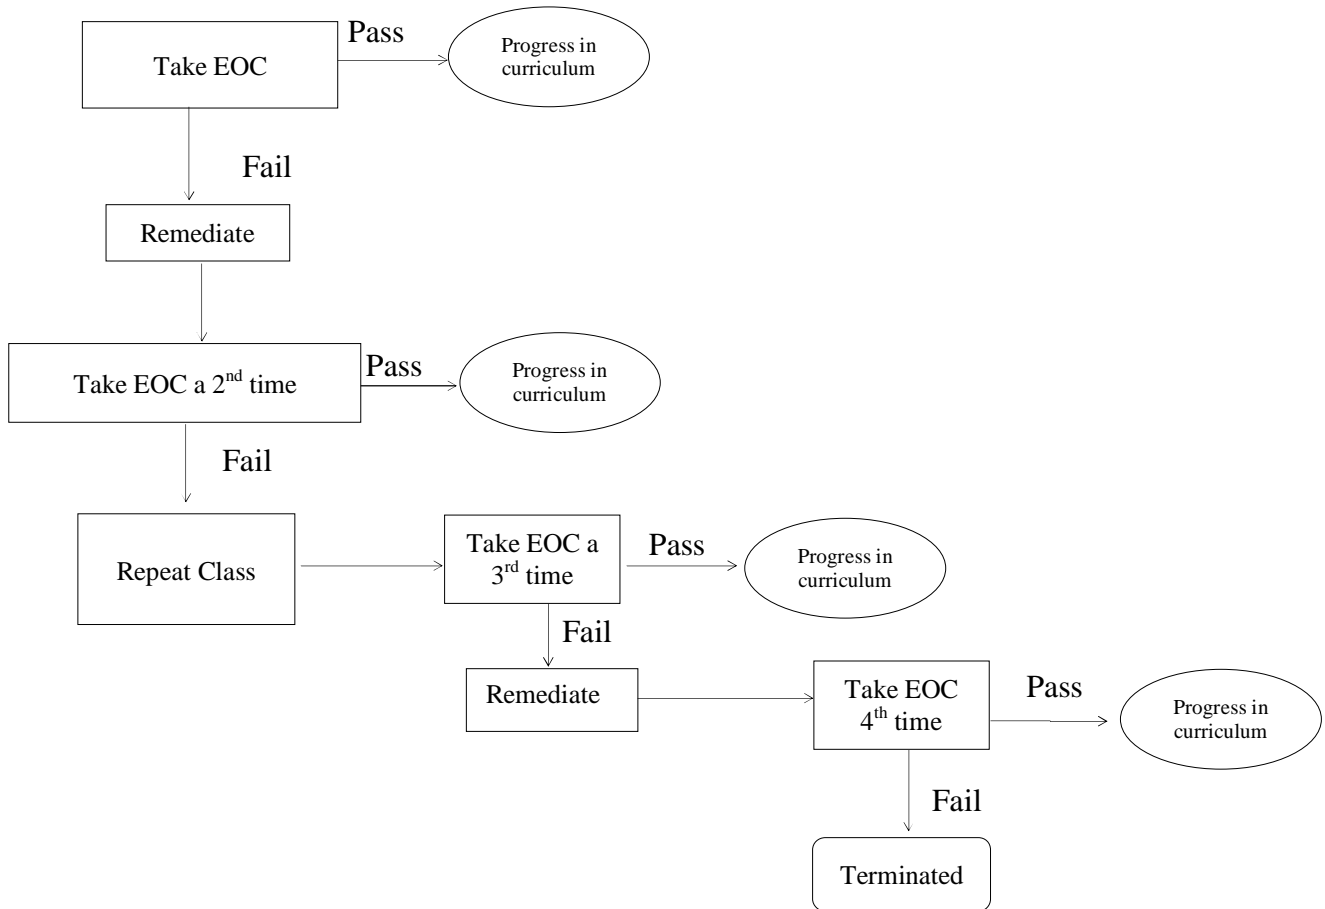 Pass
Progress in
curriculum
Take EOC
Fail
Remediate
Take EOC a 2nd time
Pass
Progress in
curriculum
Fail
Repeat Class
Take EOC a
3rd time
Pass
Progress in
curriculum
Fail
Remediate
Take EOC
4th time
Pass
Progress in
curriculum
Fail
Terminated